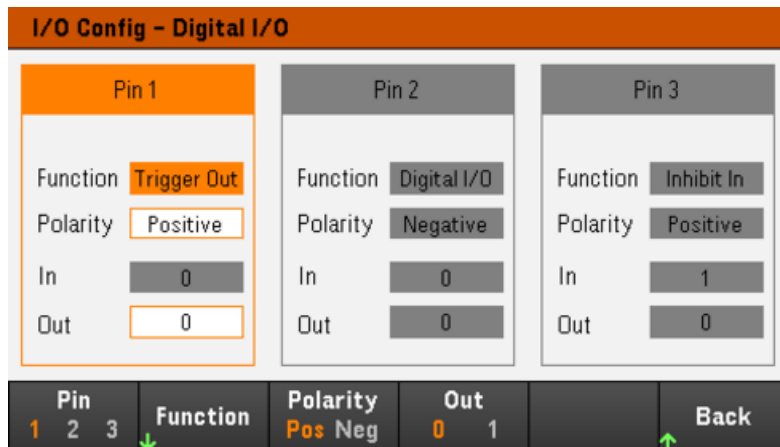 I/O Config - Digital I/O
Pin 1
Function Trigger Out
Polarity Positive
In 0
Out 0
Pin 2
Function Digital I/O
Polarity Negative
In 0
Out 0
Pin 3
Function Inhibit In
Polarity Positive
In 1
Out 0
Pin
1 2 3
Function
Polarity
Pos Neg
Out
0 1
Back